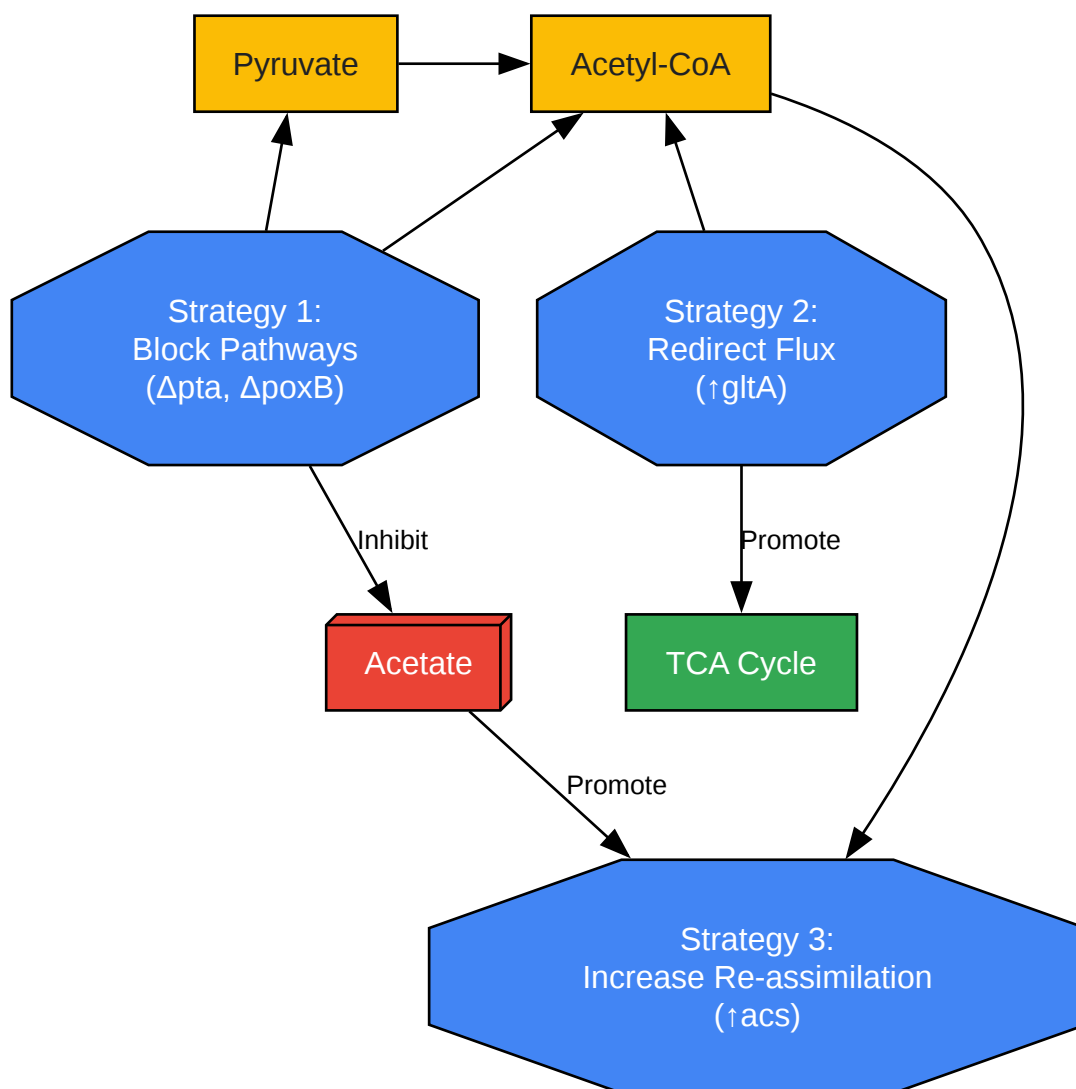 Pyruvate
Acetyl-CoA
Strategy 1:
Block Pathways
(Δpta, ΔpoxB)
Strategy 2:
Redirect Flux
(↑gltA)
Inhibit
Promote
Acetate
TCA Cycle
Promote
Strategy 3:
Increase Re-assimilation
(↑acs)